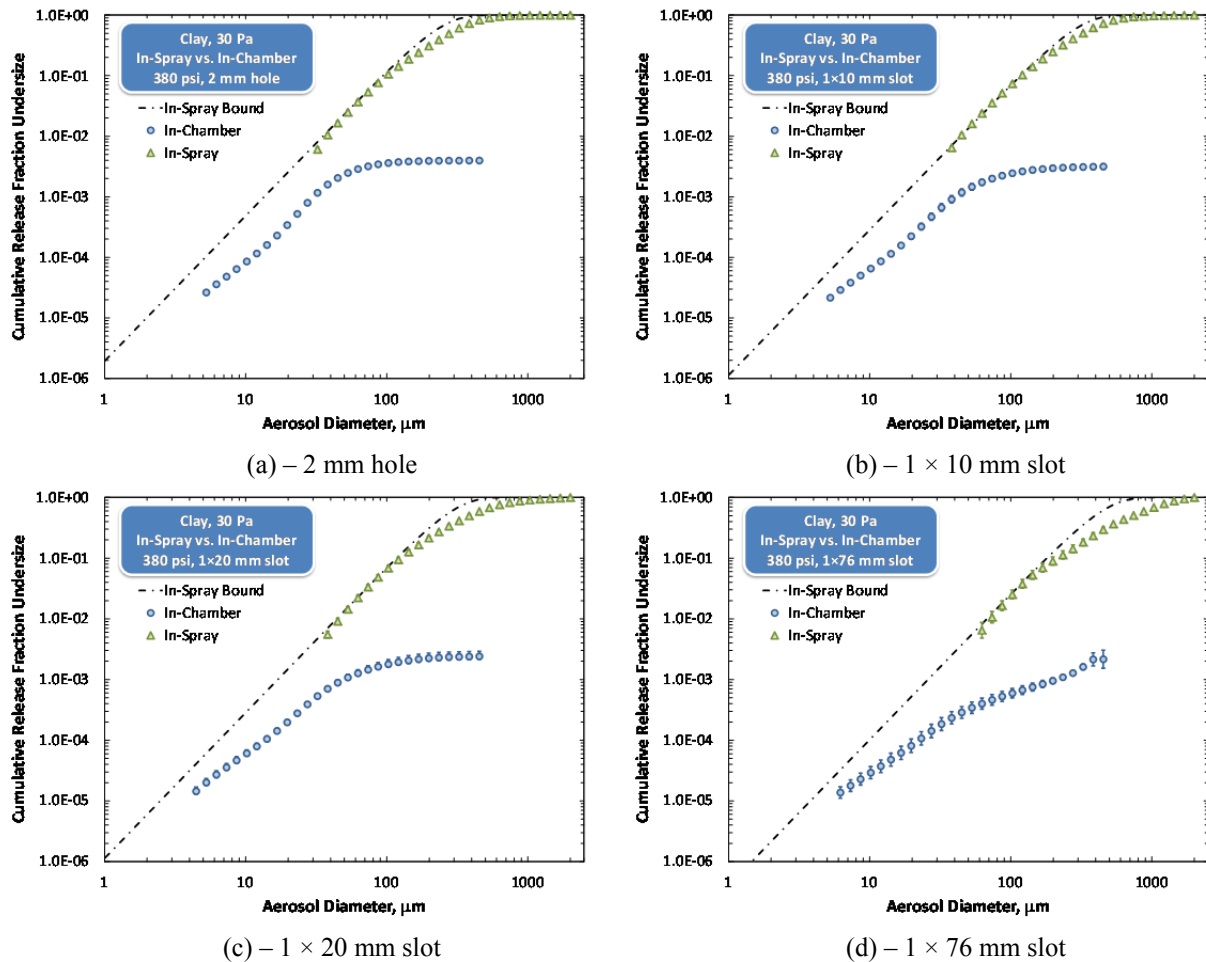 Cumulative Release Fraction Undersize
1.0E+00
1.0E-01
1.0E-02
1.0E-03
1.0E-04
1.0E-05
1.0E-06
Clay, 30 Pa
In-Spray vs. In-Chamber
380 psi, 2 mm hole
In-Spray Bound
In-Chamber
In-Spray
1 10 100 1000
Aerosol Diameter, μm
(a) – 2 mm hole
Cumulative Release Fraction Undersize
1.0E+00
1.0E-01
1.0E-02
1.0E-03
1.0E-04
1.0E-05
1.0E-06
Clay, 30 Pa
In-Spray vs. In-Chamber
380 psi, 1×10 mm slot
In-Spray Bound
In-Chamber
In-Spray
1 10 100 1000
Aerosol Diameter, μm
(b) – 1 × 10 mm slot
Cumulative Release Fraction Undersize
1.0E+00
1.0E-01
1.0E-02
1.0E-03
1.0E-04
1.0E-05
1.0E-06
Clay, 30 Pa
In-Spray vs. In-Chamber
380 psi, 1×20 mm slot
In-Spray Bound
In-Chamber
In-Spray
1 10 100 1000
Aerosol Diameter, μm
(c) – 1 × 20 mm slot
Cumulative Release Fraction Undersize
1.0E+00
1.0E-01
1.0E-02
1.0E-03
1.0E-04
1.0E-05
1.0E-06
Clay, 30 Pa
In-Spray vs. In-Chamber
380 psi, 1×76 mm slot
In-Spray Bound
In-Chamber
In-Spray
1 10 100 1000
Aerosol Diameter, μm
(d) – 1 × 76 mm slot